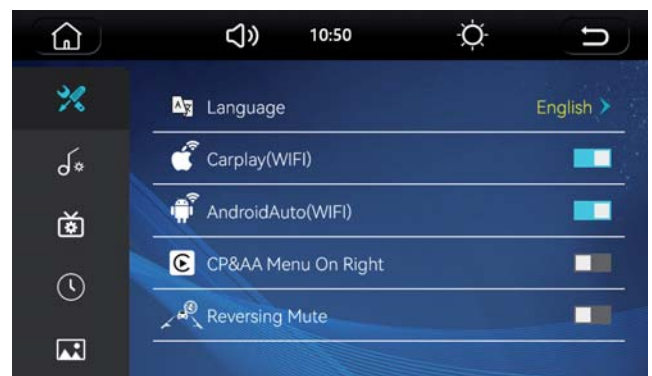 10:50
Language English
Carplay(WIFI)
AndroidAuto(WIFI)
CP&AA Menu On Right
Reversing Mute